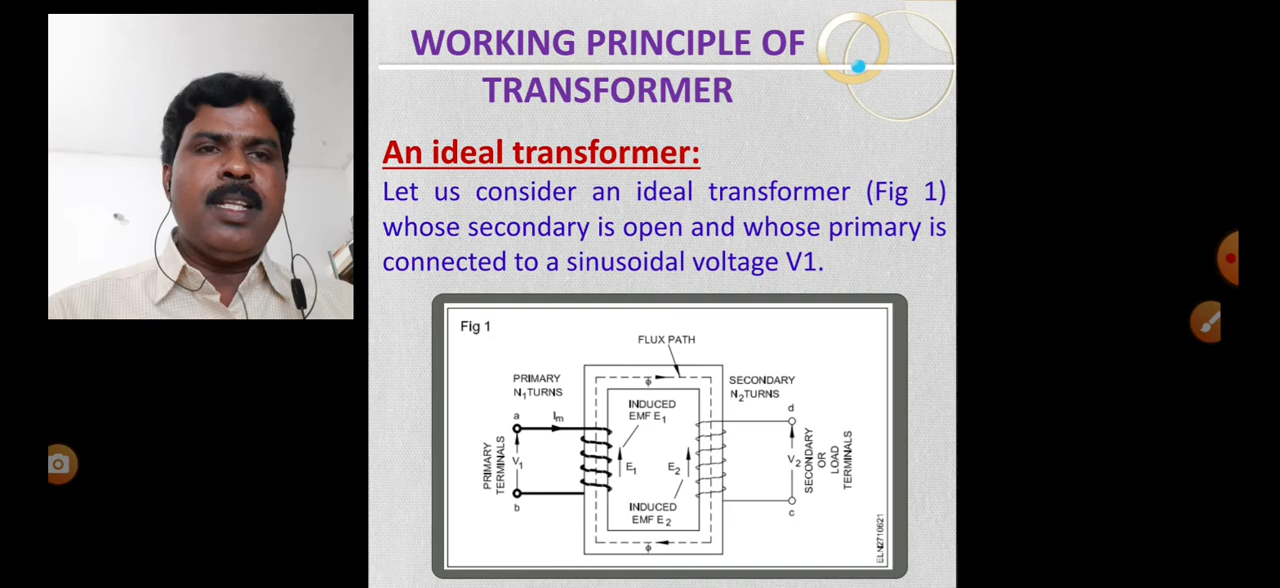 WORKING PRINCIPLE OF
TRANSFORMER
An ideal transformer:
Let us consider an ideal transformer (Fig 1)
whose secondary is open and whose primary is
connected to a sinusoidal voltage V1.
Fig 1
FLUX PATH
PRIMARY
N₁TURNS
SECONDARY
N₂TURNS
ϕ
INDUCED
EMF E₁
a
Iₘ
d
PRIMARY
TERMINALS
V₁
E₁
E₂
V₂
SECONDARY
OR
LOAD
TERMINALS
b
c
INDUCED
EMF E₂
ϕ
ELN2710621